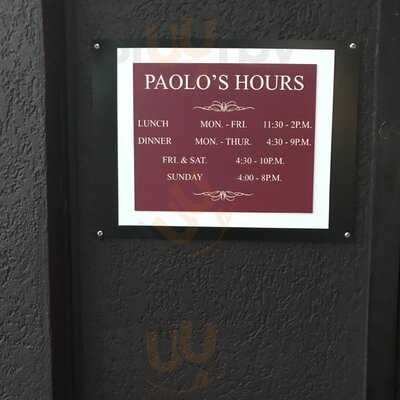 PAOLO'S HOURS
LUNCH MON. - FRI. 11:30 - 2P.M.
DINNER MON. - THUR. 4:30 - 9P.M.
FRI. & SAT. 4:30 - 10P.M.
SUNDAY 4:00 - 8P.M.